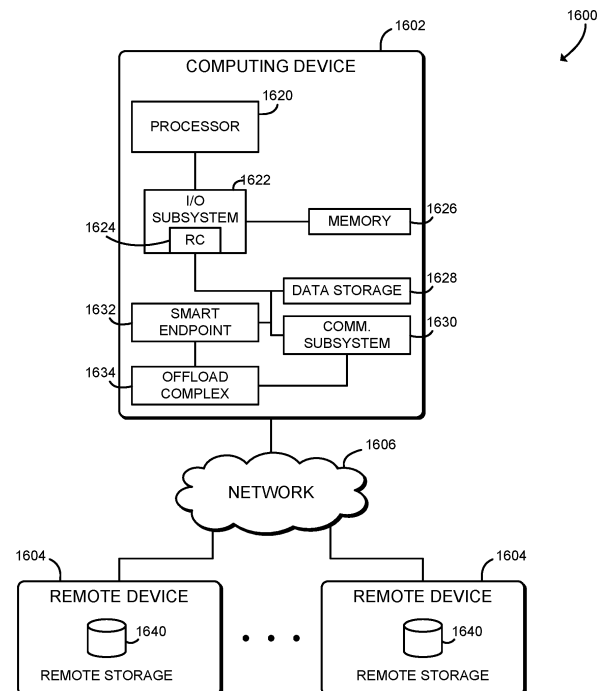 1600
1602
COMPUTING DEVICE
1620
PROCESSOR
1622
I/O
SUBSYSTEM
1624
RC
MEMORY
1626
DATA STORAGE
1628
1632
SMART
ENDPOINT
COMM.
SUBSYSTEM
1630
1634
OFFLOAD
COMPLEX
1606
NETWORK
1604
REMOTE DEVICE
1640
REMOTE STORAGE
1604
REMOTE DEVICE
1640
REMOTE STORAGE